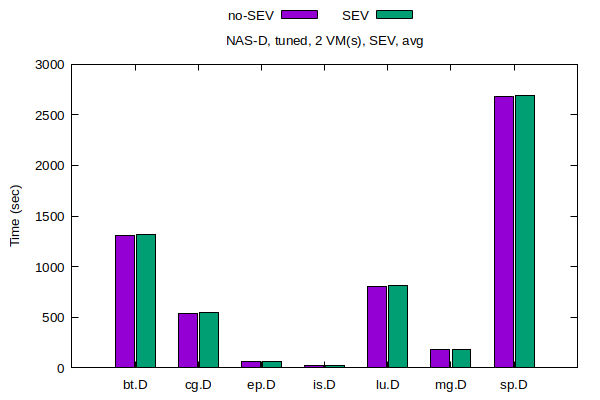 no-SEV SEV
NAS-D, tuned, 2 VM(s), SEV, avg
3000
2500
2000
1500
1000
500
0
Time (sec)
bt.D cg.D ep.D is.D lu.D mg.D sp.D